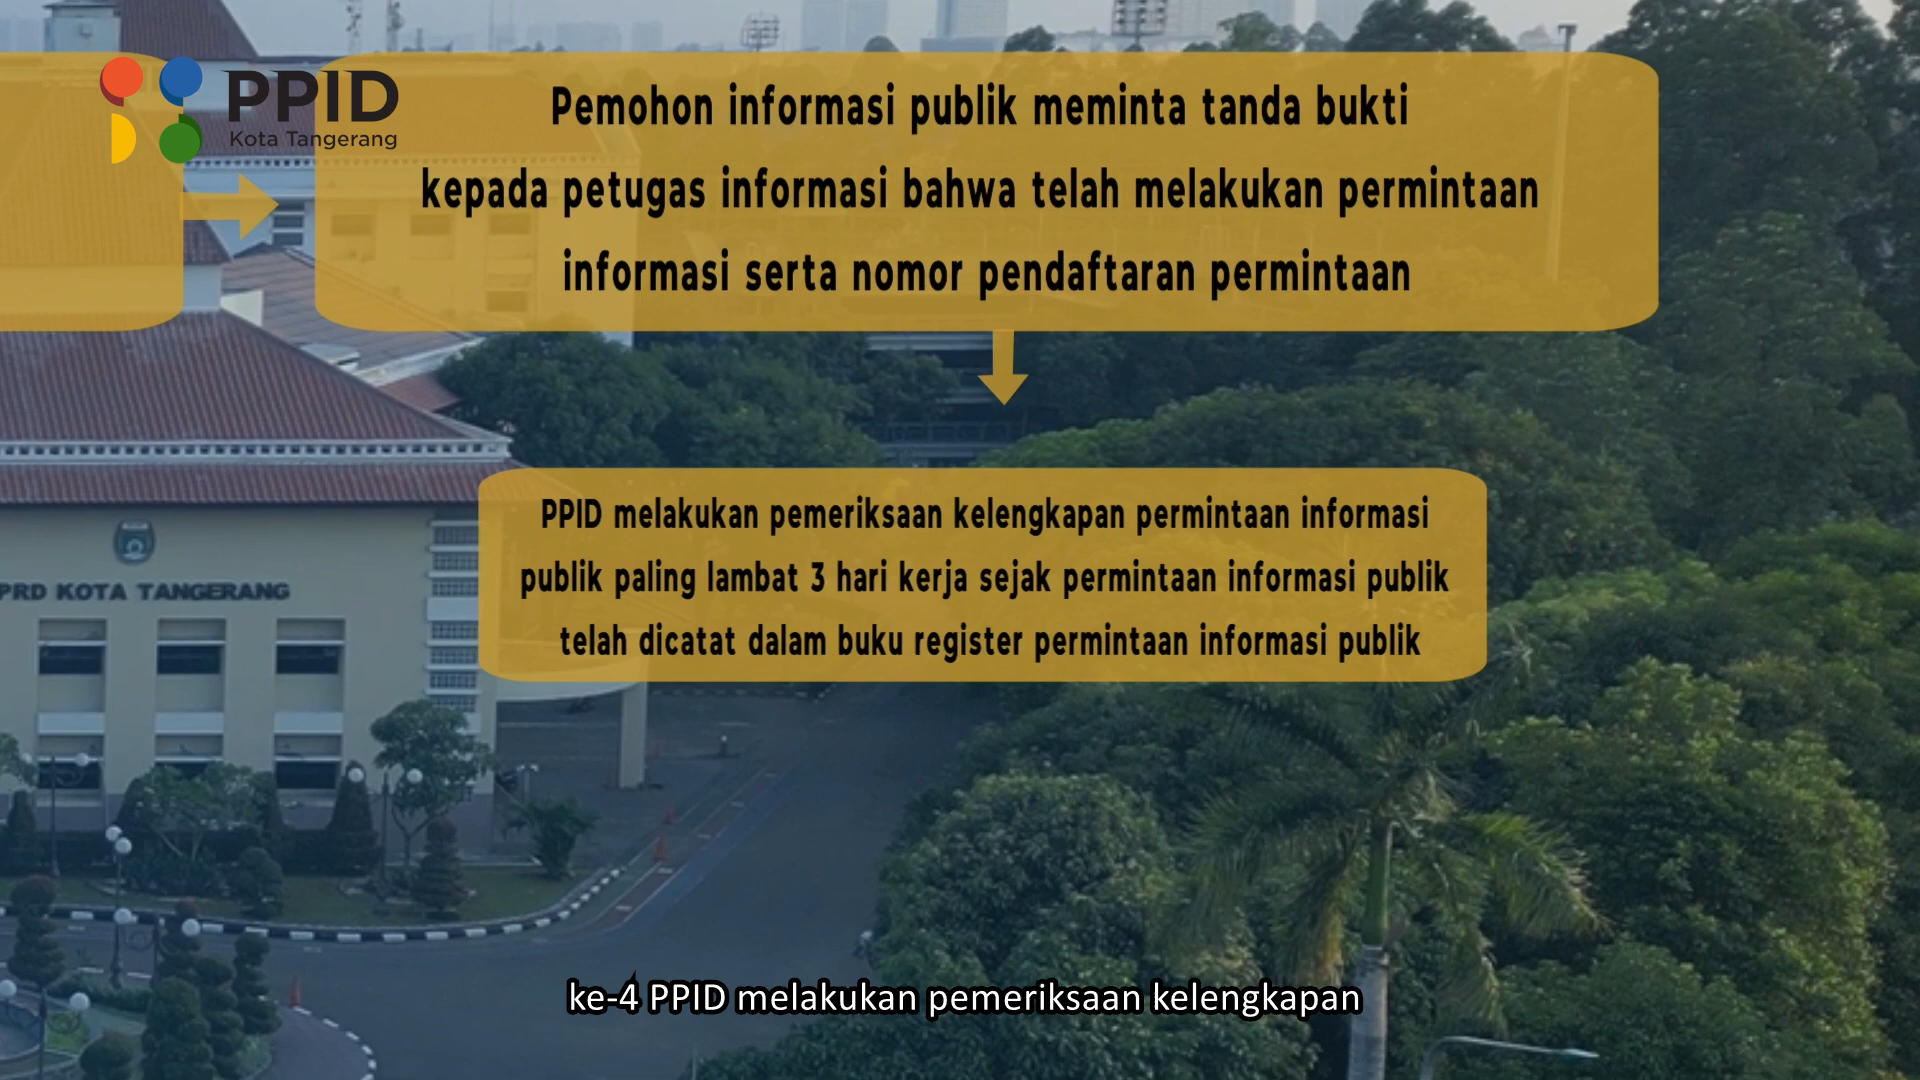 PPID
Kota Tangerang
Pemohon informasi publik meminta tanda bukti
kepada petugas informasi bahwa telah melakukan permintaan
informasi serta nomor pendaftaran permintaan
PPID melakukan pemeriksaan kelengkapan permintaan informasi
publik paling lambat 3 hari kerja sejak permintaan informasi publik
telah dicatat dalam buku register permintaan informasi publik
PRD KOTA TANGERANG
ke-4 PPID melakukan pemeriksaan kelengkapan